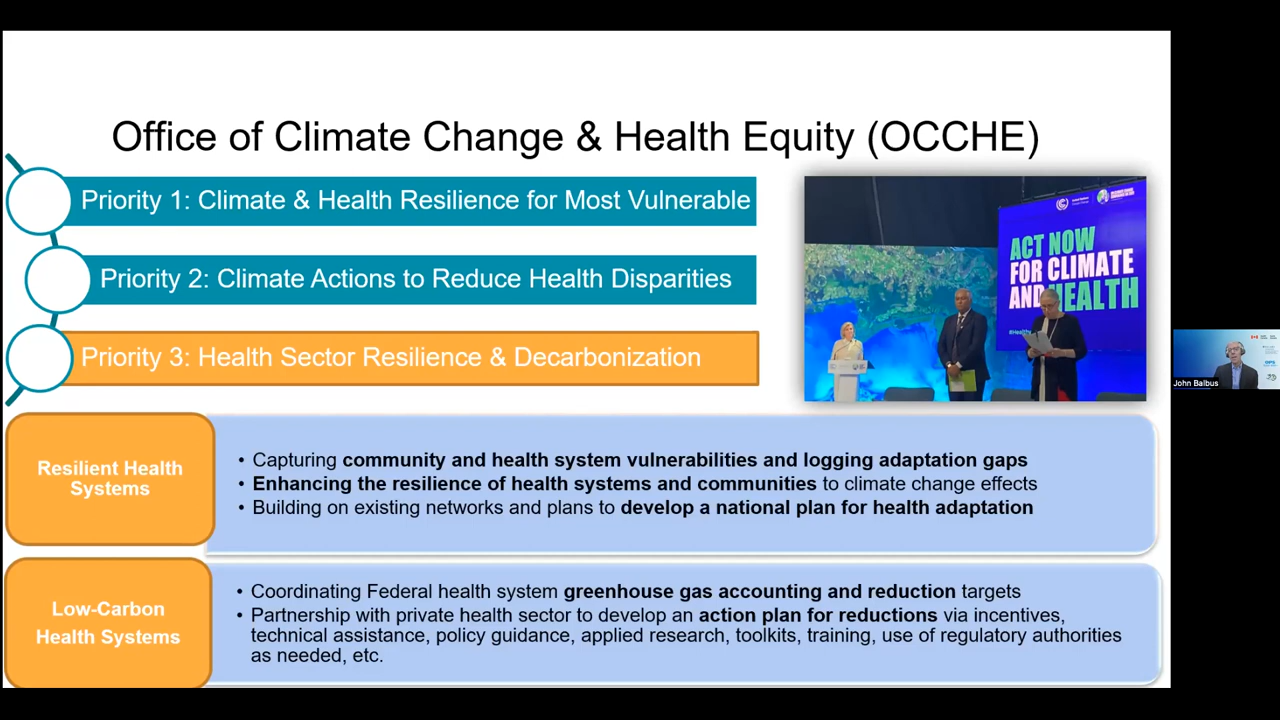 Office of Climate Change & Health Equity (OCCHE)
Priority 1: Climate & Health Resilience for Most Vulnerable
Priority 2: Climate Actions to Reduce Health Disparities
Priority 3: Health Sector Resilience & Decarbonization
ACT NOW
FOR CLIMATE
AND HEALTH
John Balbus
Resilient Health
Systems
• Capturing community and health system vulnerabilities and logging adaptation gaps
• Enhancing the resilience of health systems and communities to climate change effects
• Building on existing networks and plans to develop a national plan for health adaptation
Low-Carbon
Health Systems
• Coordinating Federal health system greenhouse gas accounting and reduction targets
• Partnership with private health sector to develop an action plan for reductions via incentives,
technical assistance, policy guidance, applied research, toolkits, training, use of regulatory authorities
as needed, etc.